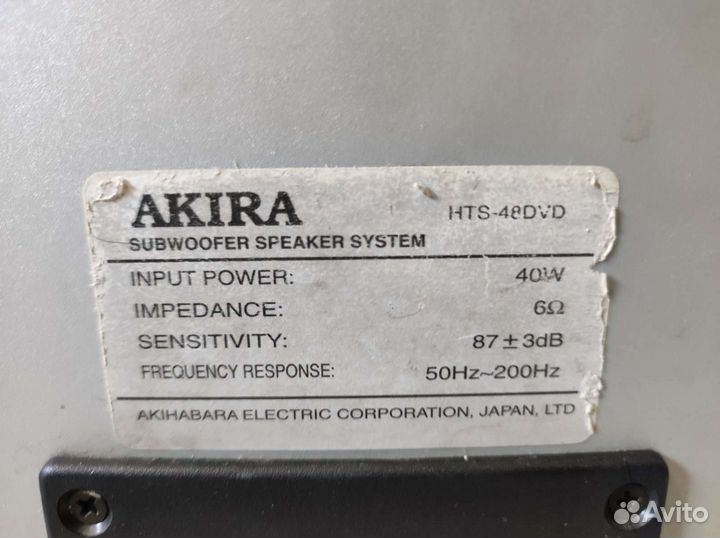 AKIRA HTS-48DVD
SUBWOOFER SPEAKER SYSTEM
INPUT POWER: 40W
IMPEDANCE: 6Ω
SENSITIVITY: 87±3dB
FREQUENCY RESPONSE: 50Hz~200Hz
AKIHABARA ELECTRIC CORPORATION, JAPAN, LTD
Avito